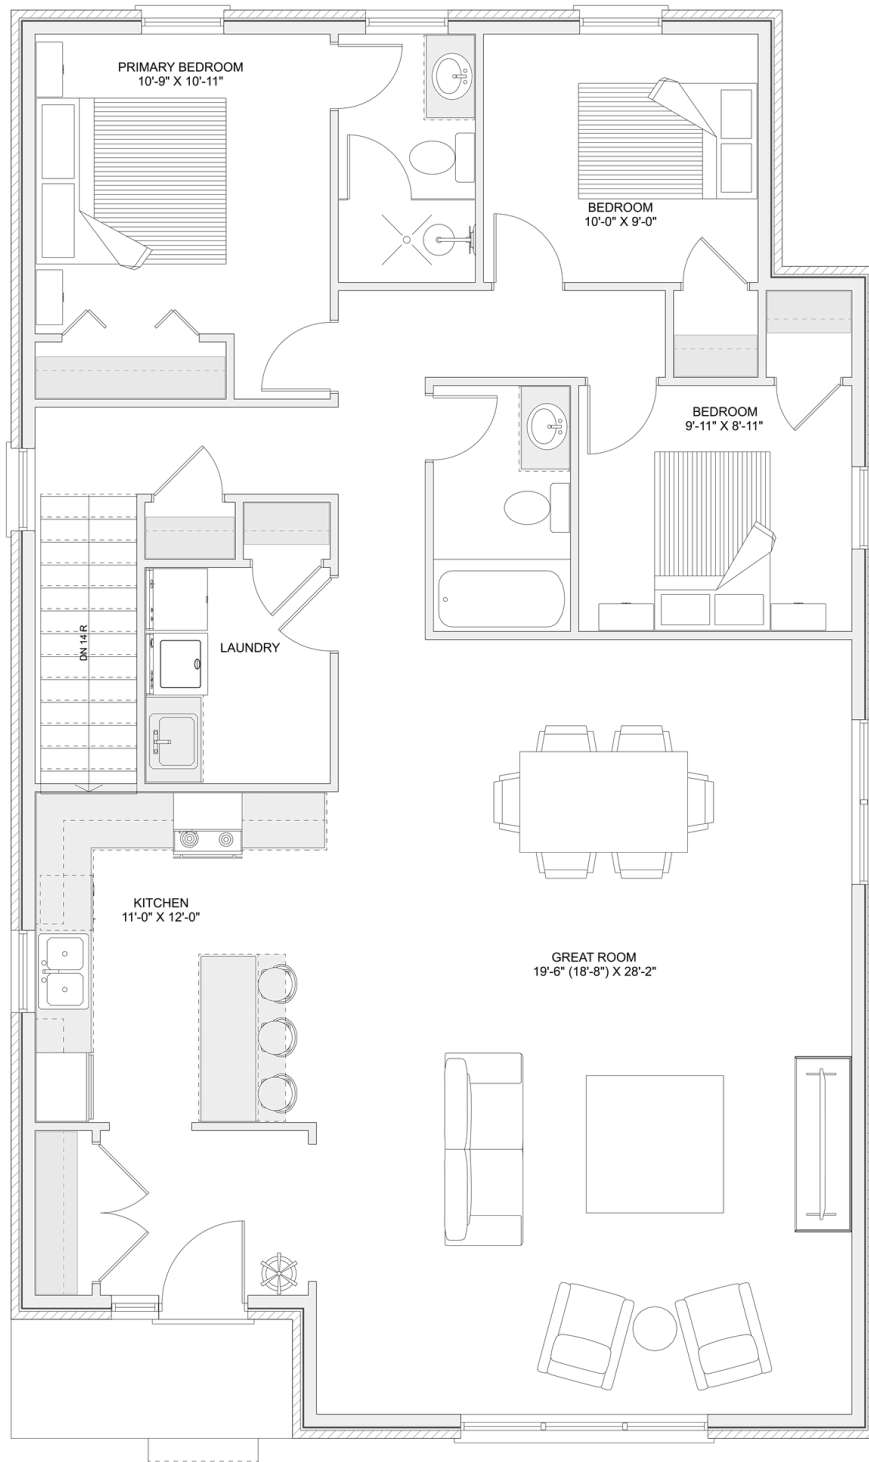 PRIMARY BEDROOM
10'-9" X 10'-11"
BEDROOM
10'-0" X 9'-0"
BEDROOM
9'-11" X 8'-11"
DN 14 R
LAUNDRY
KITCHEN
11'-0" X 12'-0"
GREAT ROOM
19'-6" (18'-8") X 28'-2"